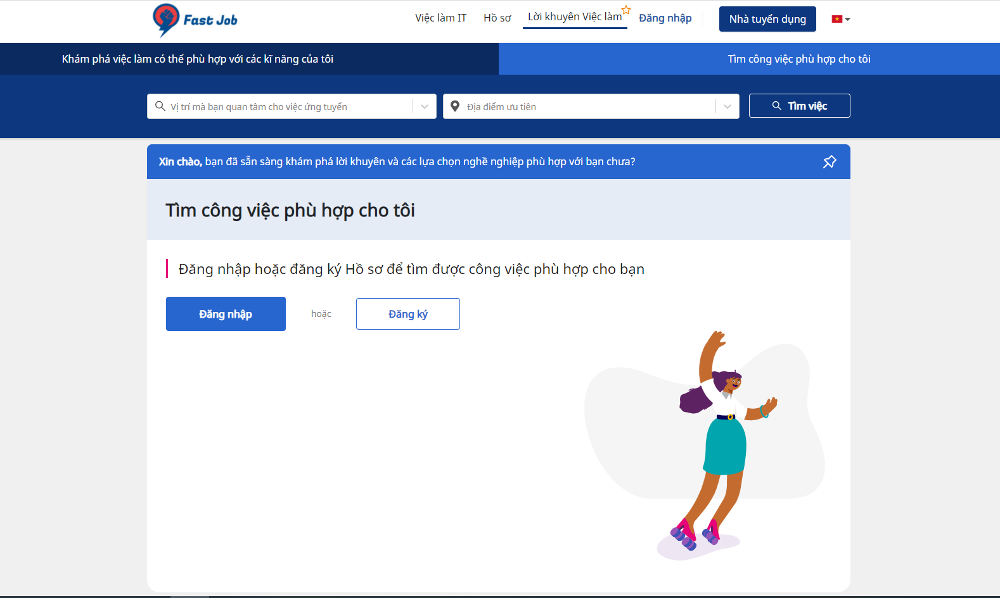 Fast Job
Việc làm IT
Hồ sơ
Lời khuyên Việc làm
Đăng nhập
Nhà tuyển dụng
Khám phá việc làm có thể phù hợp với các kĩ năng của tôi
Tìm công việc phù hợp cho tôi
Vị trí mà bạn quan tâm cho việc ứng tuyển
Địa điểm ưu tiên
Tìm việc
Xin chào, bạn đã sẵn sàng khám phá lời khuyên và các lựa chọn nghề nghiệp phù hợp với bạn chưa?
Tìm công việc phù hợp cho tôi
Đăng nhập hoặc đăng ký Hồ sơ để tìm được công việc phù hợp cho bạn
Đăng nhập
hoặc
Đăng ký